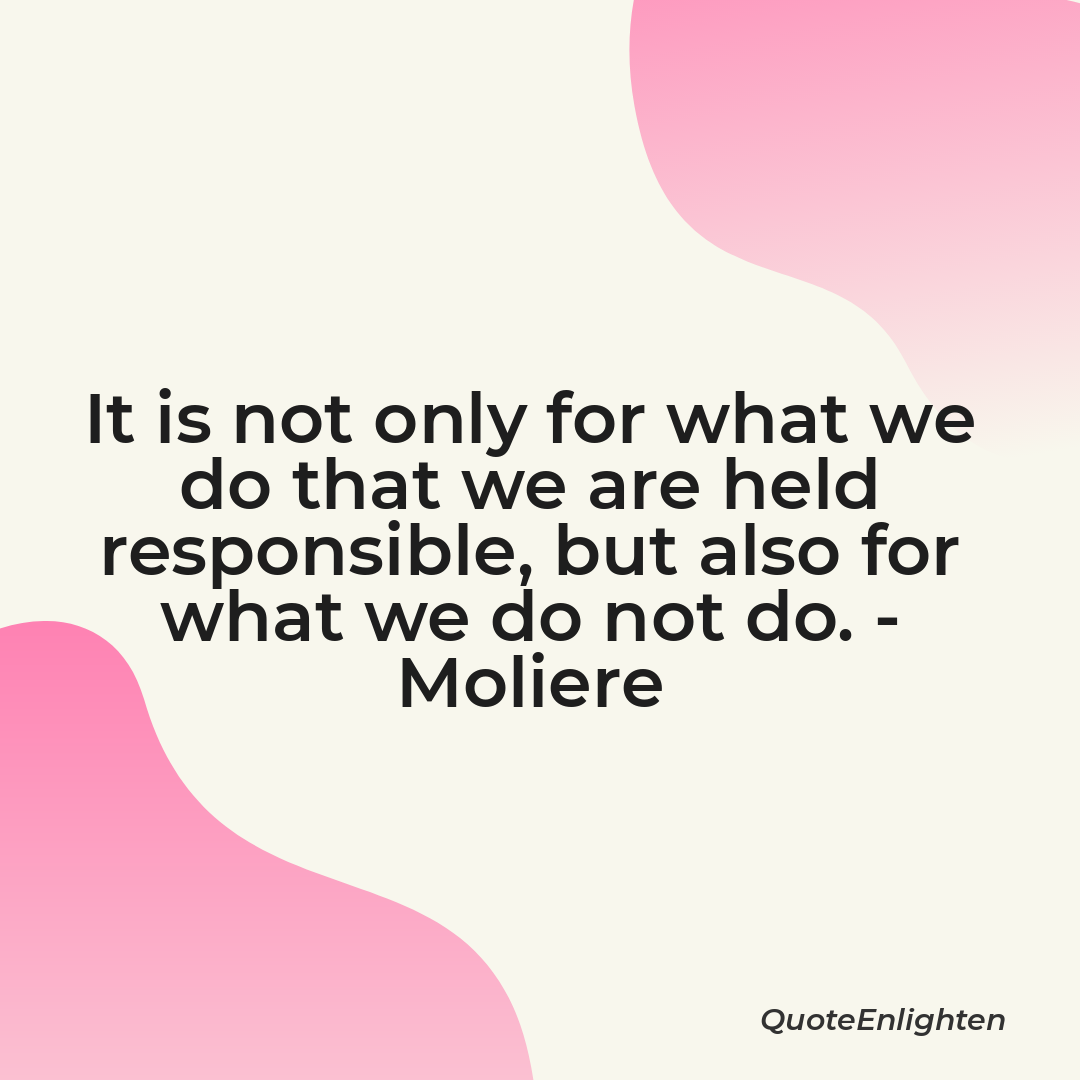 It is not only for what we
do that we are held
responsible, but also for
what we do not do. -
Moliere
QuoteEnlighten